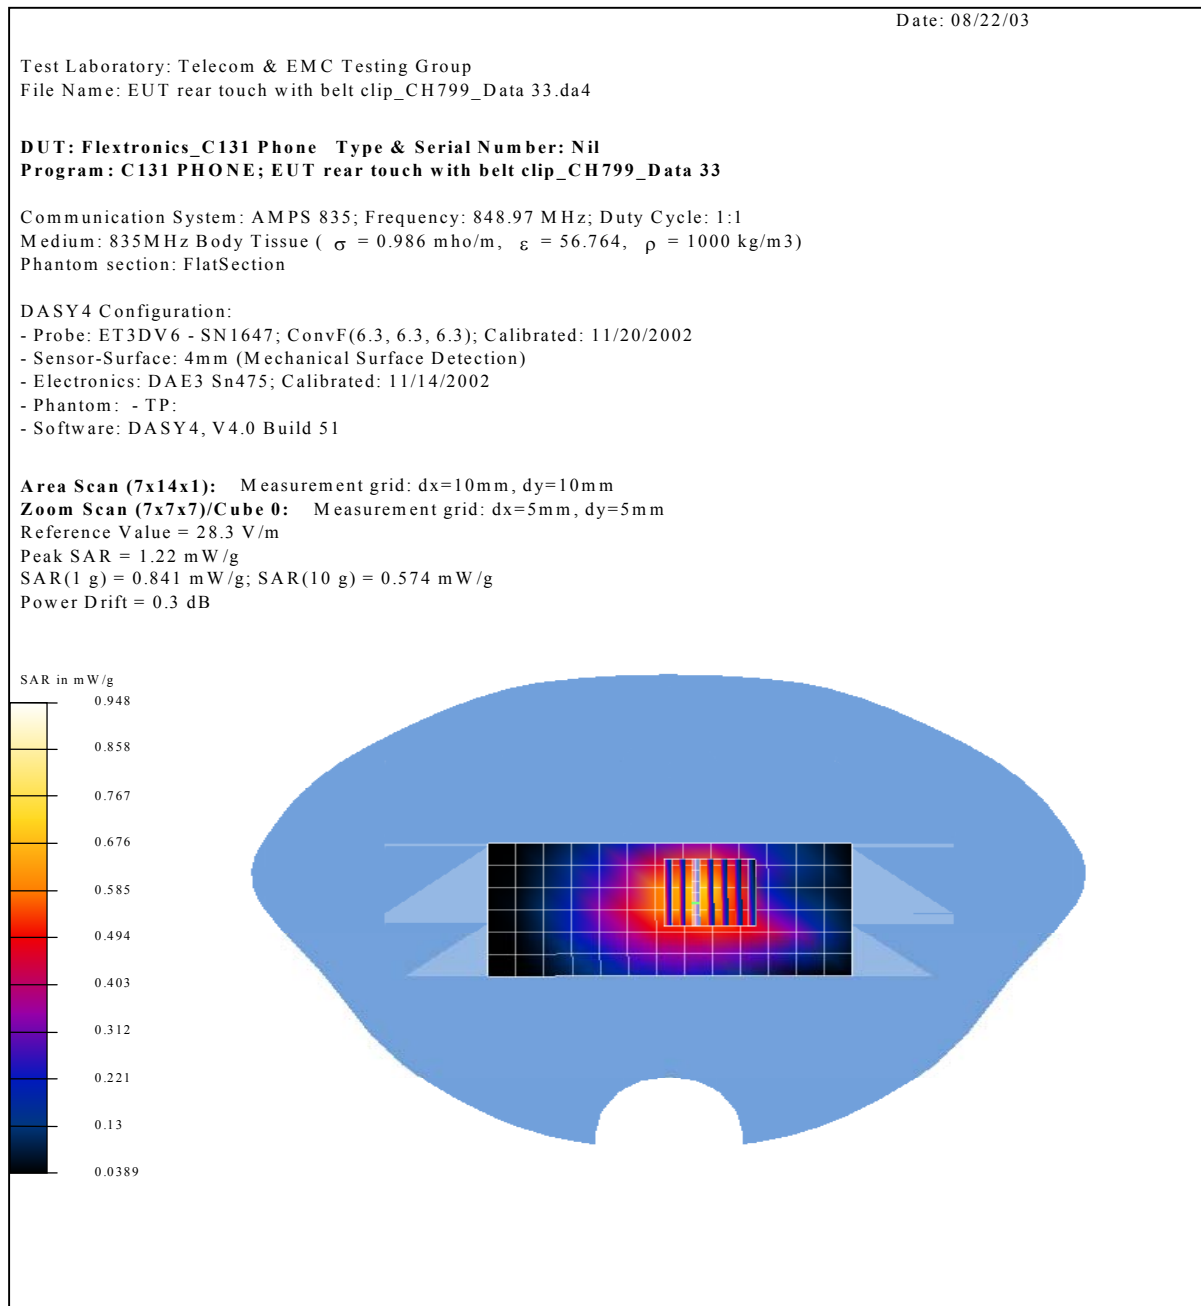 Date: 08/22/03
Test Laboratory: Telecom & EMC Testing Group
File Name: EUT rear touch with belt clip_CH799_Data 33.da4
DUT: Flextronics_C131 Phone Type & Serial Number: Nil
Program: C131 PHONE; EUT rear touch with belt clip_CH799_Data 33
Communication System: AMPS 835; Frequency: 848.97 MHz; Duty Cycle: 1:1
Medium: 835MHz Body Tissue ( σ = 0.986 mho/m, ε = 56.764, ρ = 1000 kg/m3)
Phantom section: FlatSection
DASY4 Configuration:
- Probe: ET3DV6 - SN1647; ConvF(6.3, 6.3, 6.3); Calibrated: 11/20/2002
- Sensor-Surface: 4mm (Mechanical Surface Detection)
- Electronics: DAE3 Sn475; Calibrated: 11/14/2002
- Phantom: - TP:
- Software: DASY4, V4.0 Build 51
Area Scan (7x14x1): Measurement grid: dx=10mm, dy=10mm
Zoom Scan (7x7x7)/Cube 0: Measurement grid: dx=5mm, dy=5mm
Reference Value = 28.3 V/m
Peak SAR = 1.22 mW/g
SAR(1 g) = 0.841 mW/g; SAR(10 g) = 0.574 mW/g
Power Drift = 0.3 dB
SAR in mW/g
0.948
0.858
0.767
0.676
0.585
0.494
0.403
0.312
0.221
0.13
0.0389